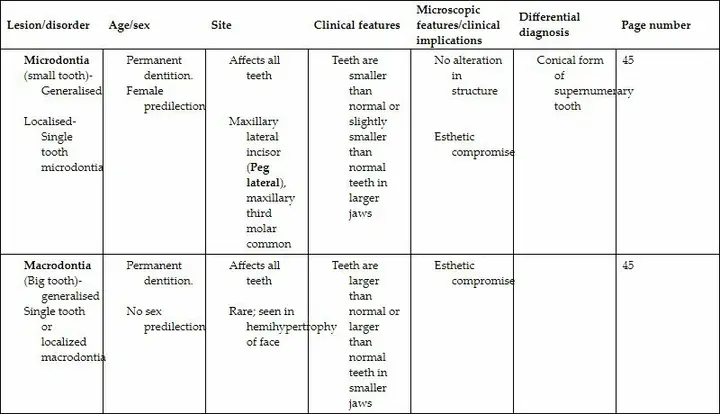 Lesion/disorder
Age/sex
Site
Clinical features
Microscopic
features/clinical
implications
Differential
diagnosis
Page number
Microdontia
(small tooth)-
Generalised
Localised-
Single
tooth
microdontia
Permanent
dentition.
Female
predilection
Affects all
teeth
Maxillary
lateral
incisor
(Peg
lateral),
maxillary
third
molar
common
Teeth are
smaller
than
normal or
slightly
smaller
than
normal
teeth in
larger
jaws
No alteration
in
structure
Esthetic
compromise
Conical form
of
supernumerary
tooth
45
Macrodontia
(Big tooth)-
generalised
Single tooth
or
localized
macrodontia
Permanent
dentition.
No sex
predilection
Affects all
teeth
Rare; seen in
hemihypertrophy
of face
Teeth are
larger
than
normal or
larger
than
normal
teeth in
smaller
jaws
Esthetic
compromise
45